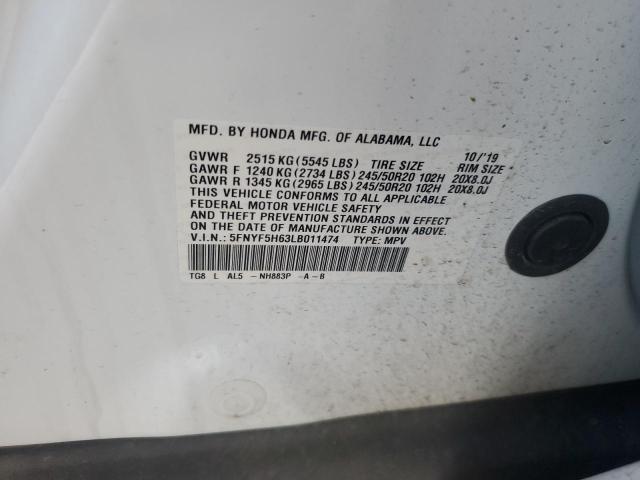 MFD. BY HONDA MFG. OF ALABAMA, LLC 10/'19
GVWR 2515 KG (5545 LBS) TIRE SIZE RIM SIZE
GAWR F 1240 KG (2734 LBS) 245/50R20 102H 20X8.0J
GAWR R 1345 KG (2965 LBS) 245/50R20 102H 20X8.0J
THIS VEHICLE CONFORMS TO ALL APPLICABLE
FEDERAL MOTOR VEHICLE SAFETY
AND THEFT PREVENTION STANDARDS IN EFFECT
ON THE DATE OF MANUFACTURE SHOWN ABOVE.
V.I.N.: 5FNYF5H63LB011474 TYPE: MPV
TG8 L AL5 -NH883P -A-B